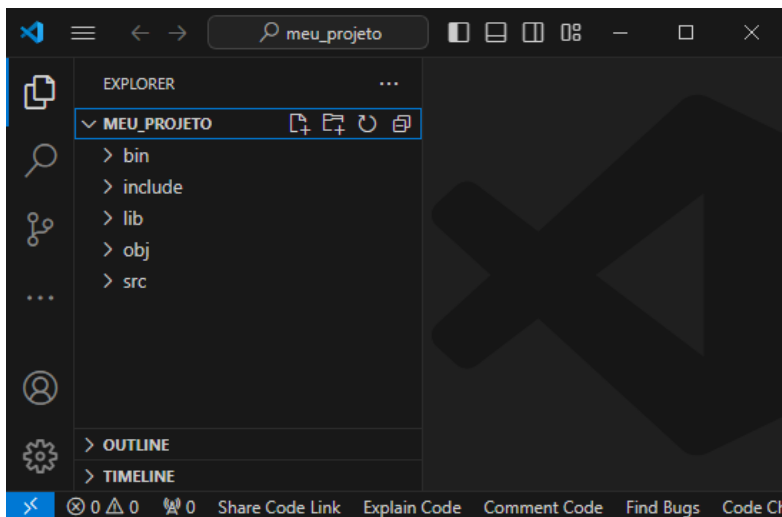 meu_projeto
EXPLORER
MEU_PROJETO
bin
include
lib
obj
src
OUTLINE
TIMELINE
0 0 0 Share Code Link Explain Code Comment Code Find Bugs Code